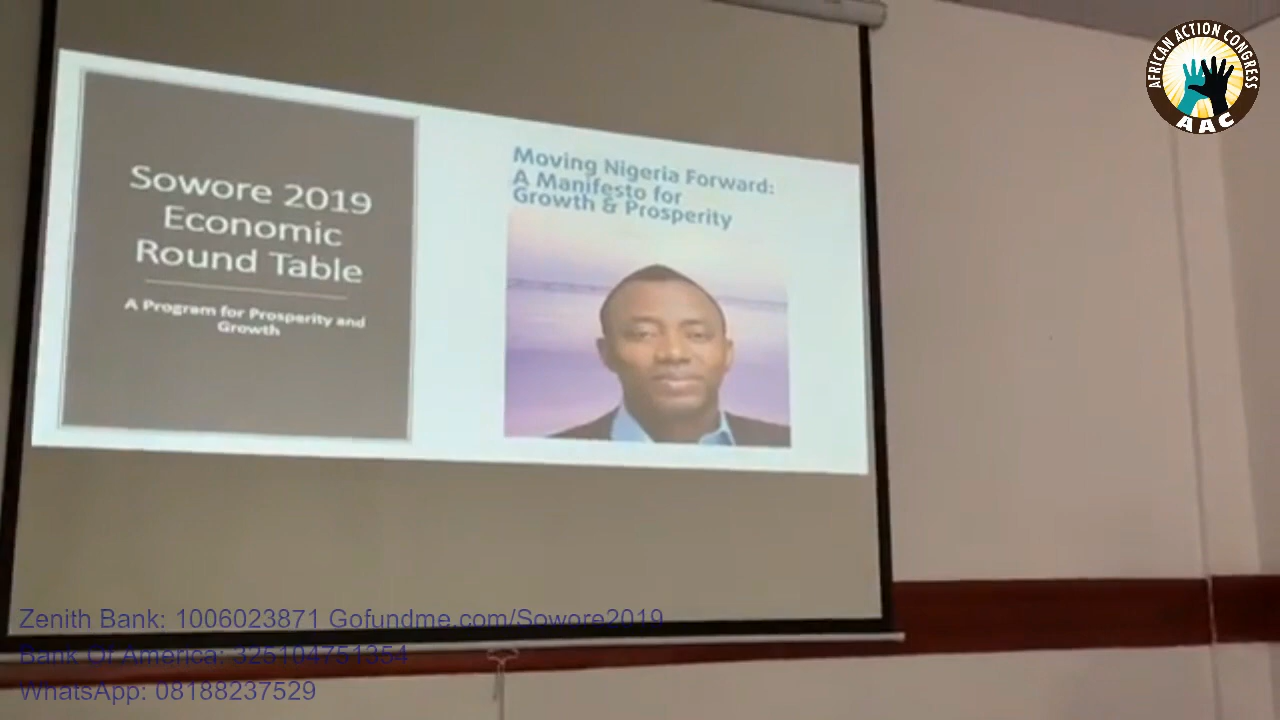 Sowore 2019
Economic
Round Table
A Program for Prosperity and
Growth
Moving Nigeria Forward:
A Manifesto for
Growth & Prosperity
AFRICAN ACTION CONGRESS
AAC
Zenith Bank: 1006023871 Gofundme.com/Sowore2019
Bank Of America: 325104751354
WhatsApp: 08188237529